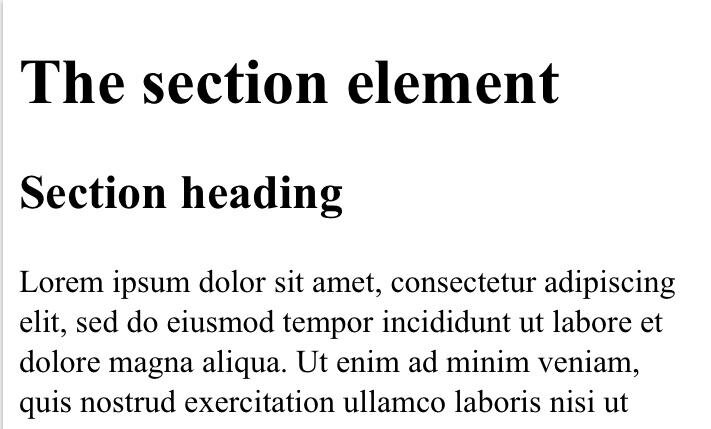 The section element
Section heading
Lorem ipsum dolor sit amet, consectetur adipiscing
elit, sed do eiusmod tempor incididunt ut labore et
dolore magna aliqua. Ut enim ad minim veniam,
quis nostrud exercitation ullamco laboris nisi ut